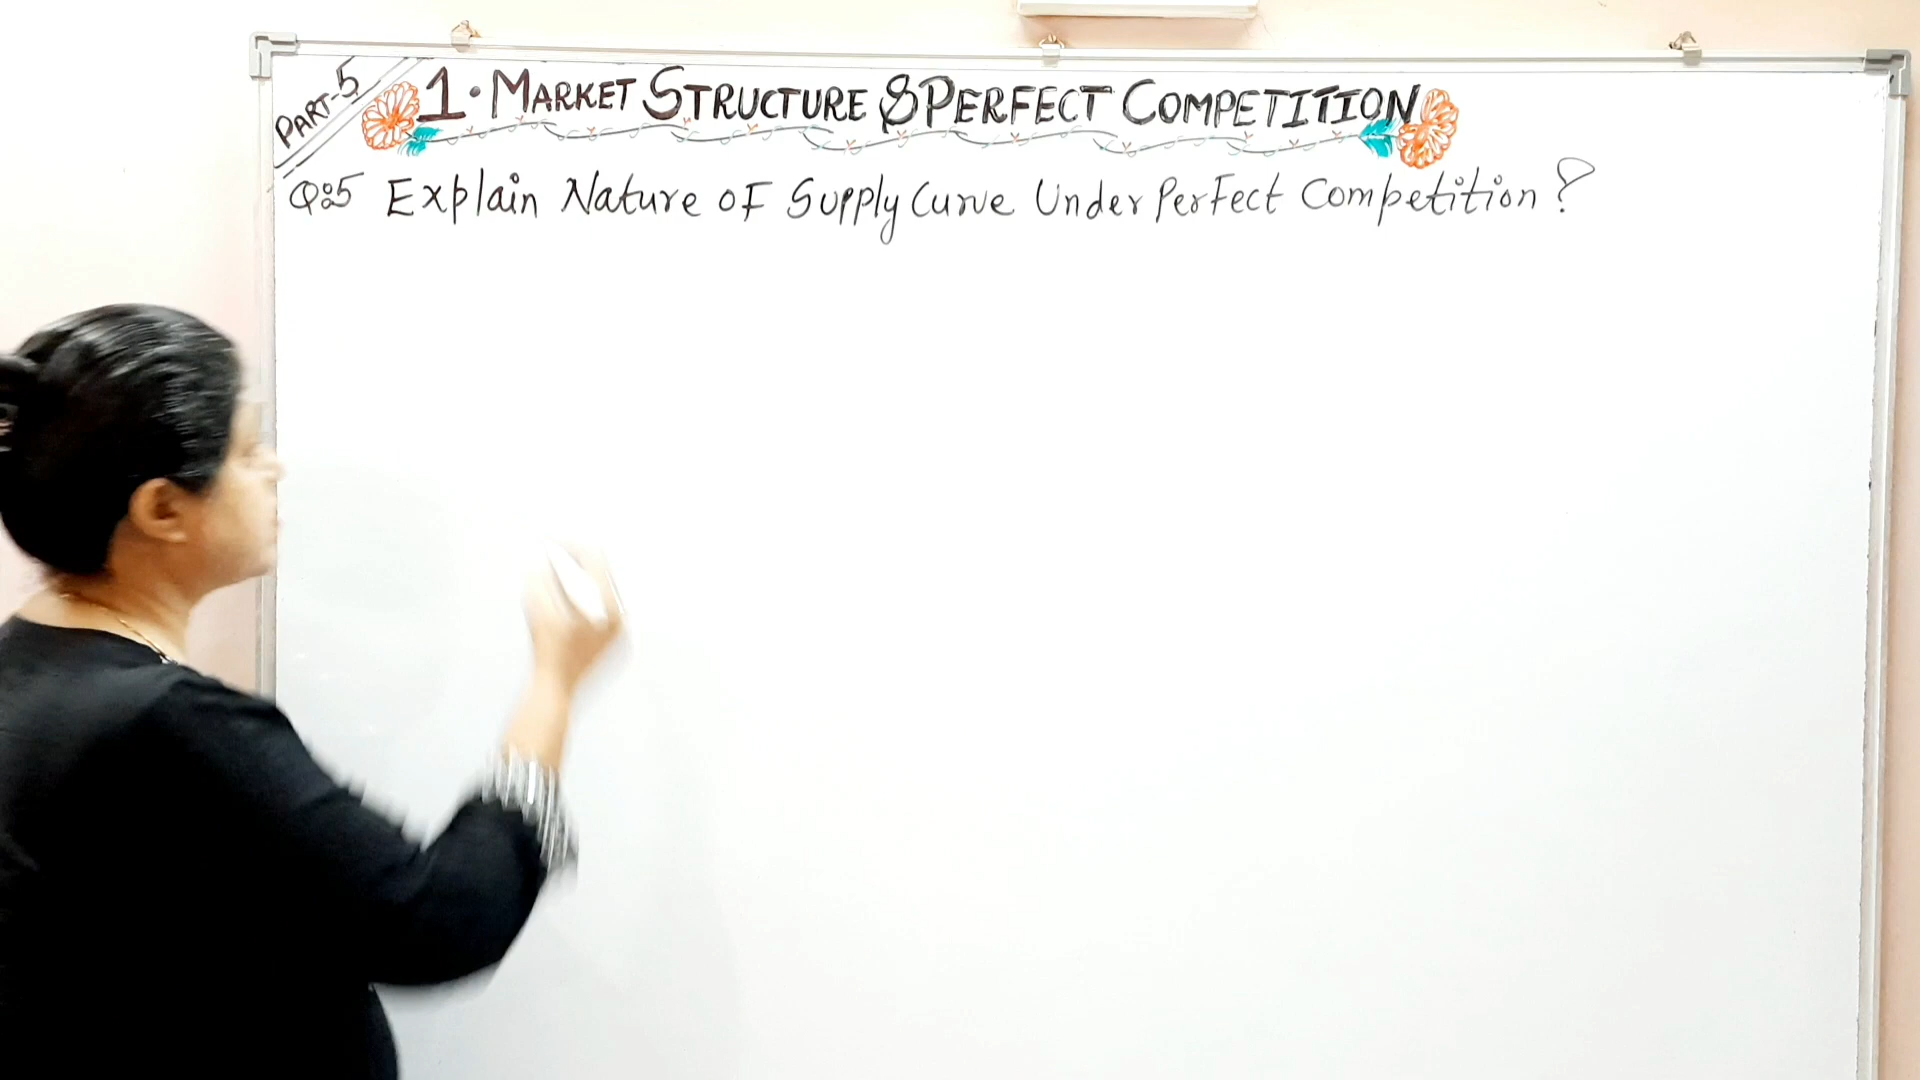 PART-5
1. MARKET STRUCTURE & PERFECT COMPETITION
Q:5 Explain Nature of Supply Curve Under Perfect Competition?